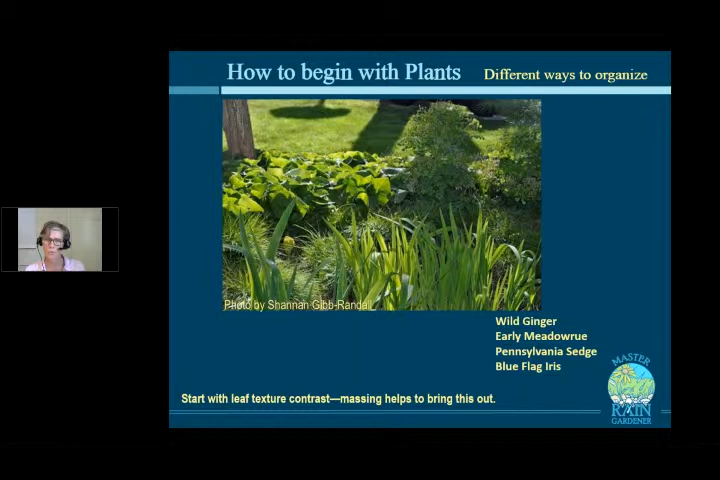 How to begin with Plants
Different ways to organize
Photo by Shannan Gibb-Randall
Wild Ginger
Early Meadowrue
Pennsylvania Sedge
Blue Flag Iris
MASTER
RAIN
GARDENER
Start with leaf texture contrast—massing helps to bring this out.